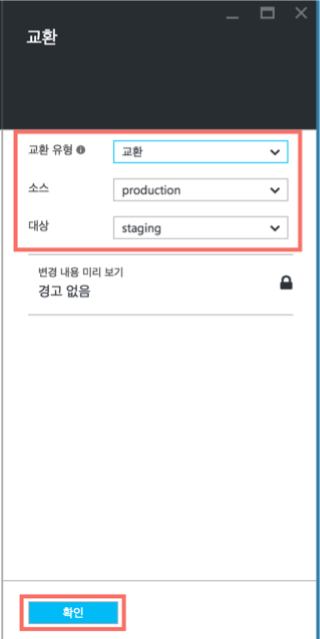 교환
교환 유형
교환
소스
production
대상
staging
변경 내용 미리 보기
경고 없음
확인